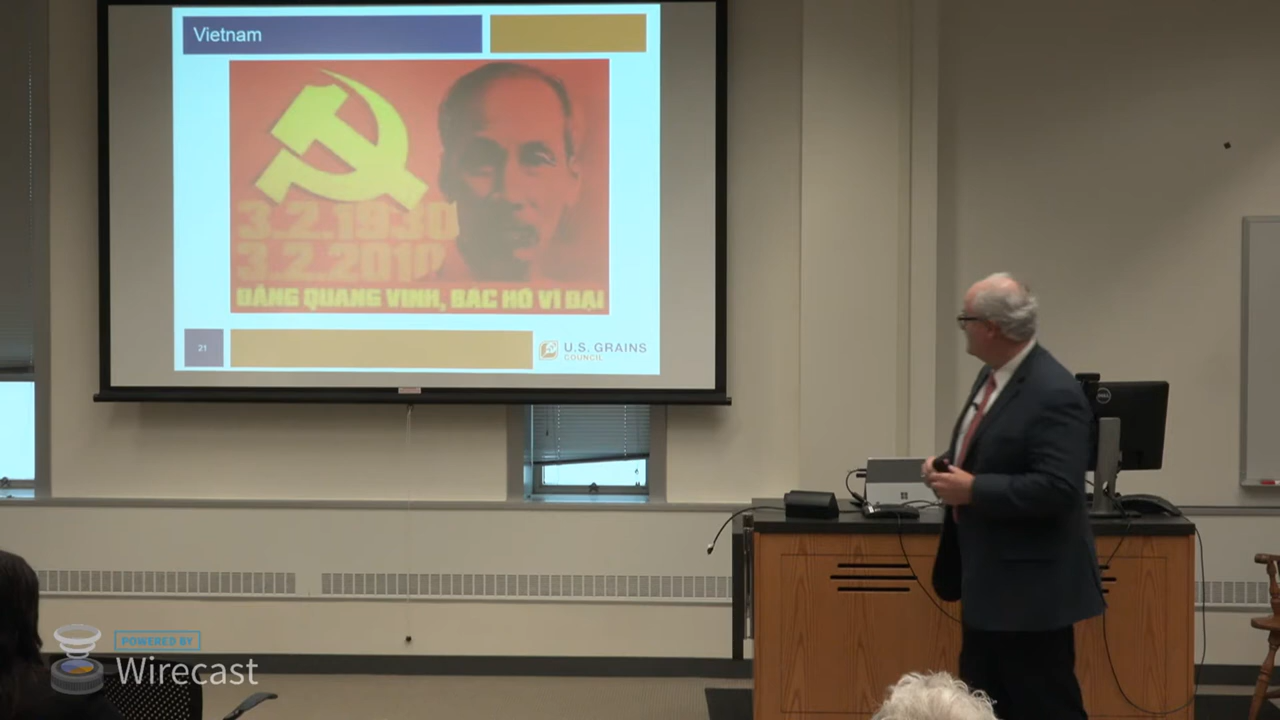 Vietnam
3.2.1930
3.2.2010
ĐẢNG QUANG VINH, BÁC HỒ VĨ ĐẠI
21
U.S. GRAINS
COUNCIL
DELL
POWERED BY
Wirecast